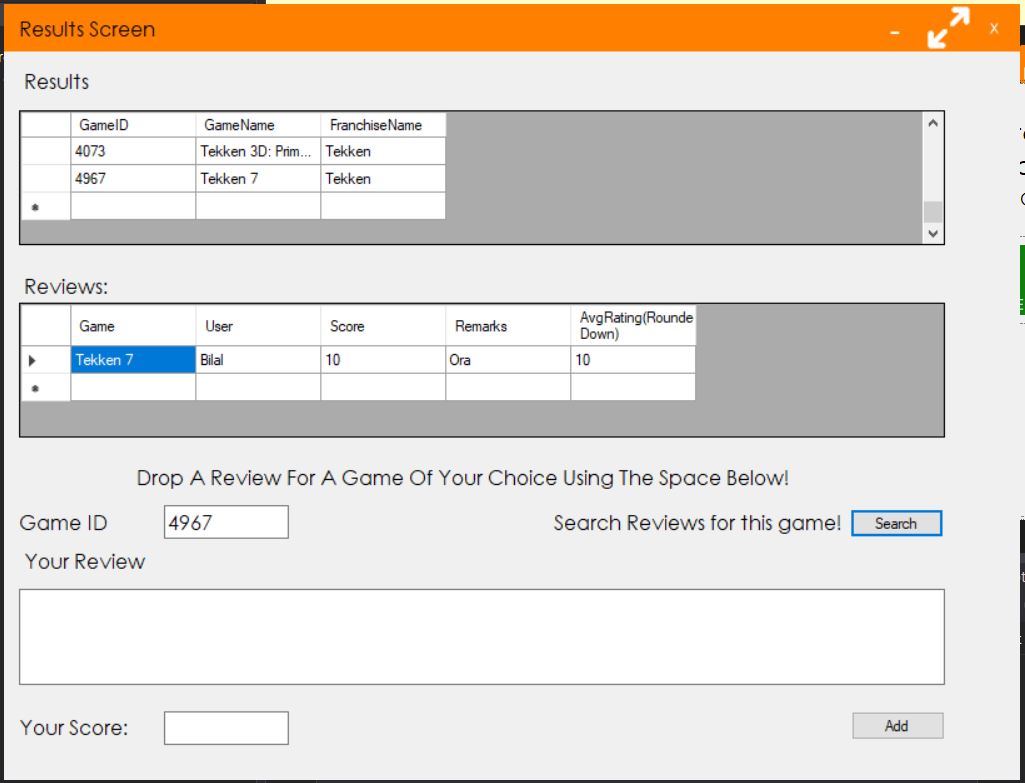 Results Screen
Results
GameID GameName FranchiseName
4073 Tekken 3D: Prim... Tekken
4967 Tekken 7 Tekken
Reviews:
Game User Score Remarks AvgRating(Rounde
Down)
Tekken 7 Bilal 10 Ora 10
Drop A Review For A Game Of Your Choice Using The Space Below!
Game ID 4967 Search Reviews for this game! Search
Your Review
Your Score: Add